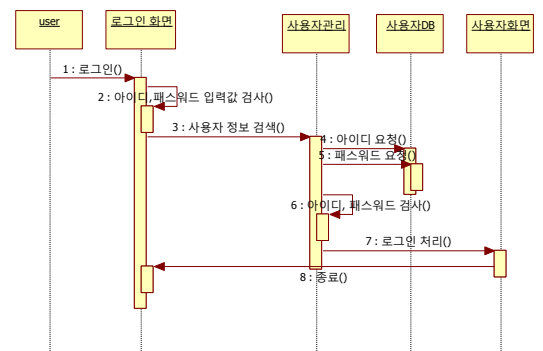 user
로그인 화면
사용자관리
사용자DB
사용자화면
1 : 로그인()
2 : 아이디,패스워드 입력값 검사()
3 : 사용자 정보 검색()
4 : 아이디 요청()
5 : 패스워드 요청()
6 : 아이디, 패스워드 검사()
7 : 로그인 처리()
8 : 종료()